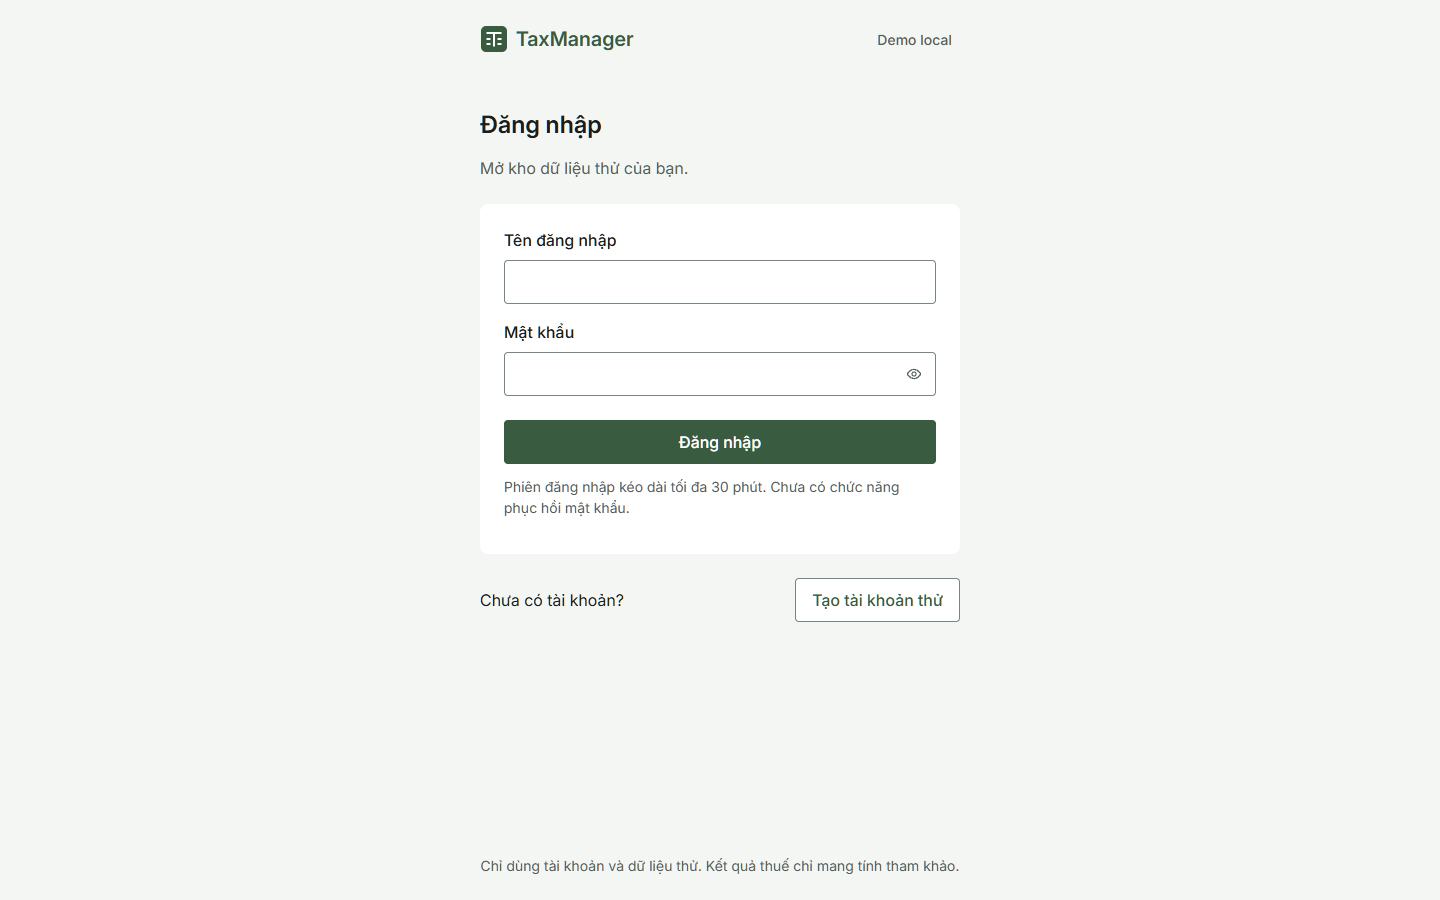 TaxManager
Demo local
Đăng nhập
Mở kho dữ liệu thử của bạn.
Tên đăng nhập
Mật khẩu
Đăng nhập
Phiên đăng nhập kéo dài tối đa 30 phút. Chưa có chức năng
phục hồi mật khẩu.
Chưa có tài khoản?
Tạo tài khoản thử
Chỉ dùng tài khoản và dữ liệu thử. Kết quả thuế chỉ mang tính tham khảo.